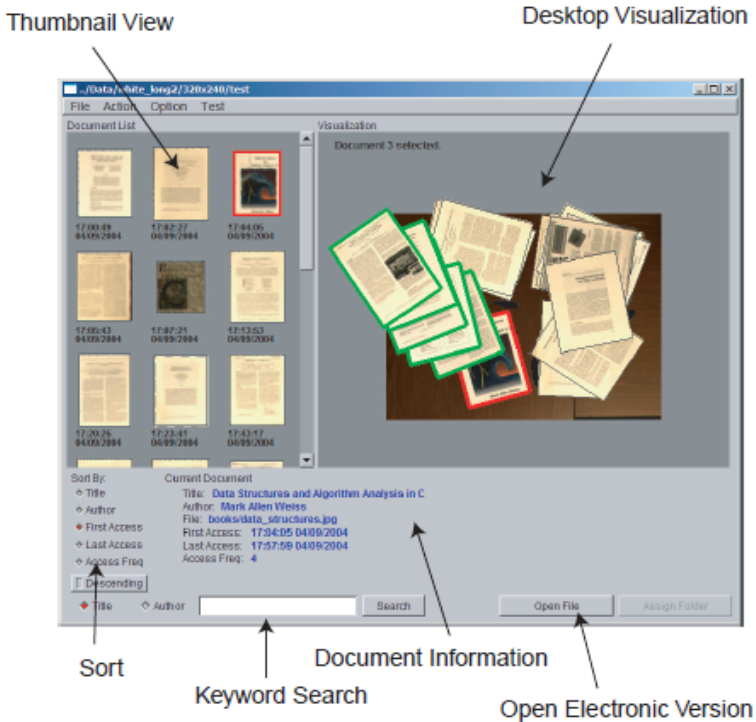 Thumbnail View
Desktop Visualization
../Data/white_long2/320x240/test
File Action Option Test
Document List
Visualization
Document 3 selected.
17:00:49
04/09/2004
17:02:27
04/09/2004
17:04:05
04/09/2004
17:05:43
04/09/2004
17:07:21
04/09/2004
17:13:53
04/09/2004
17:20:25
04/09/2004
17:23:41
04/09/2004
17:43:17
04/09/2004
Sort By:
Title
Author
First Access
Last Access
Access Freq
Descending
Current Document
Title: Data Structures and Algorithm Analysis in C
Author: Mark Allen Weiss
File: books/data_structures.jpg
First Access: 17:04:05 04/09/2004
Last Access: 17:57:59 04/09/2004
Access Freq: 4
Title Author Search Open File Assign Folder
Sort
Keyword Search
Document Information
Open Electronic Version